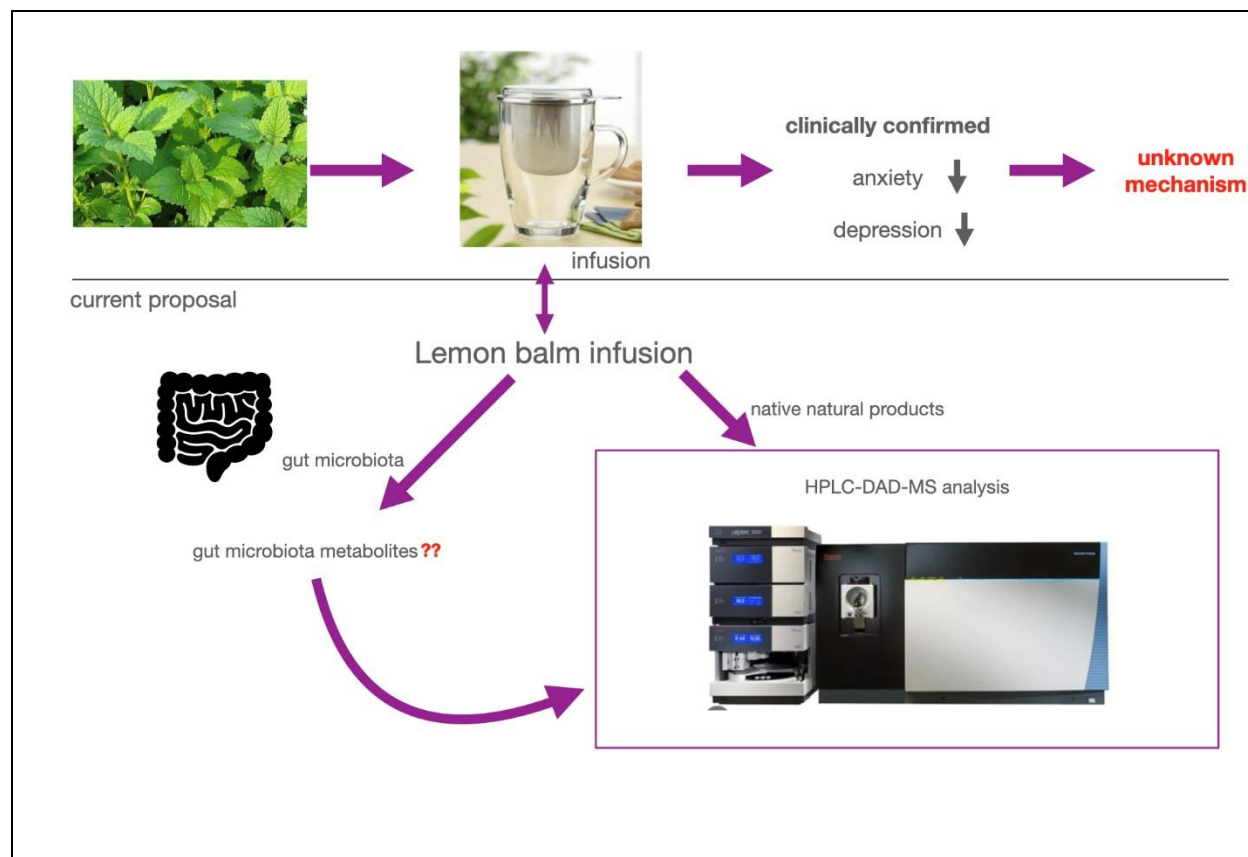 clinically confirmed
anxiety
depression
unknown
mechanism
infusion
current proposal
Lemon balm infusion
native natural products
gut microbiota
HPLC-DAD-MS analysis
gut microbiota metabolites ??